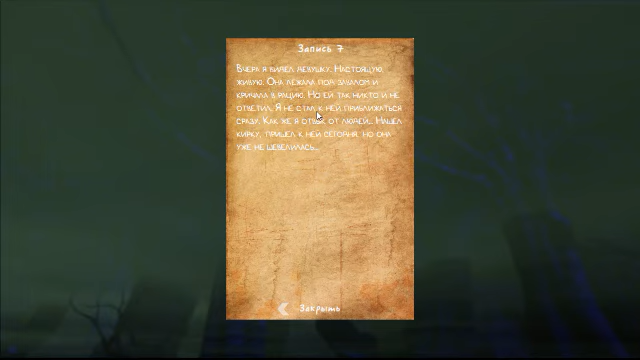 Запись 7
Вчера я видел девушку. Настоящую,
живую. Она лежала под завалом и
кричала в рацию. Но ей так никто и не
ответил. Я не стал к ней приближаться
сразу. Как же я отвык от людей... Нашел
кирку, пришел к ней сегодня, но она
уже не шевелилась...
Закрыть